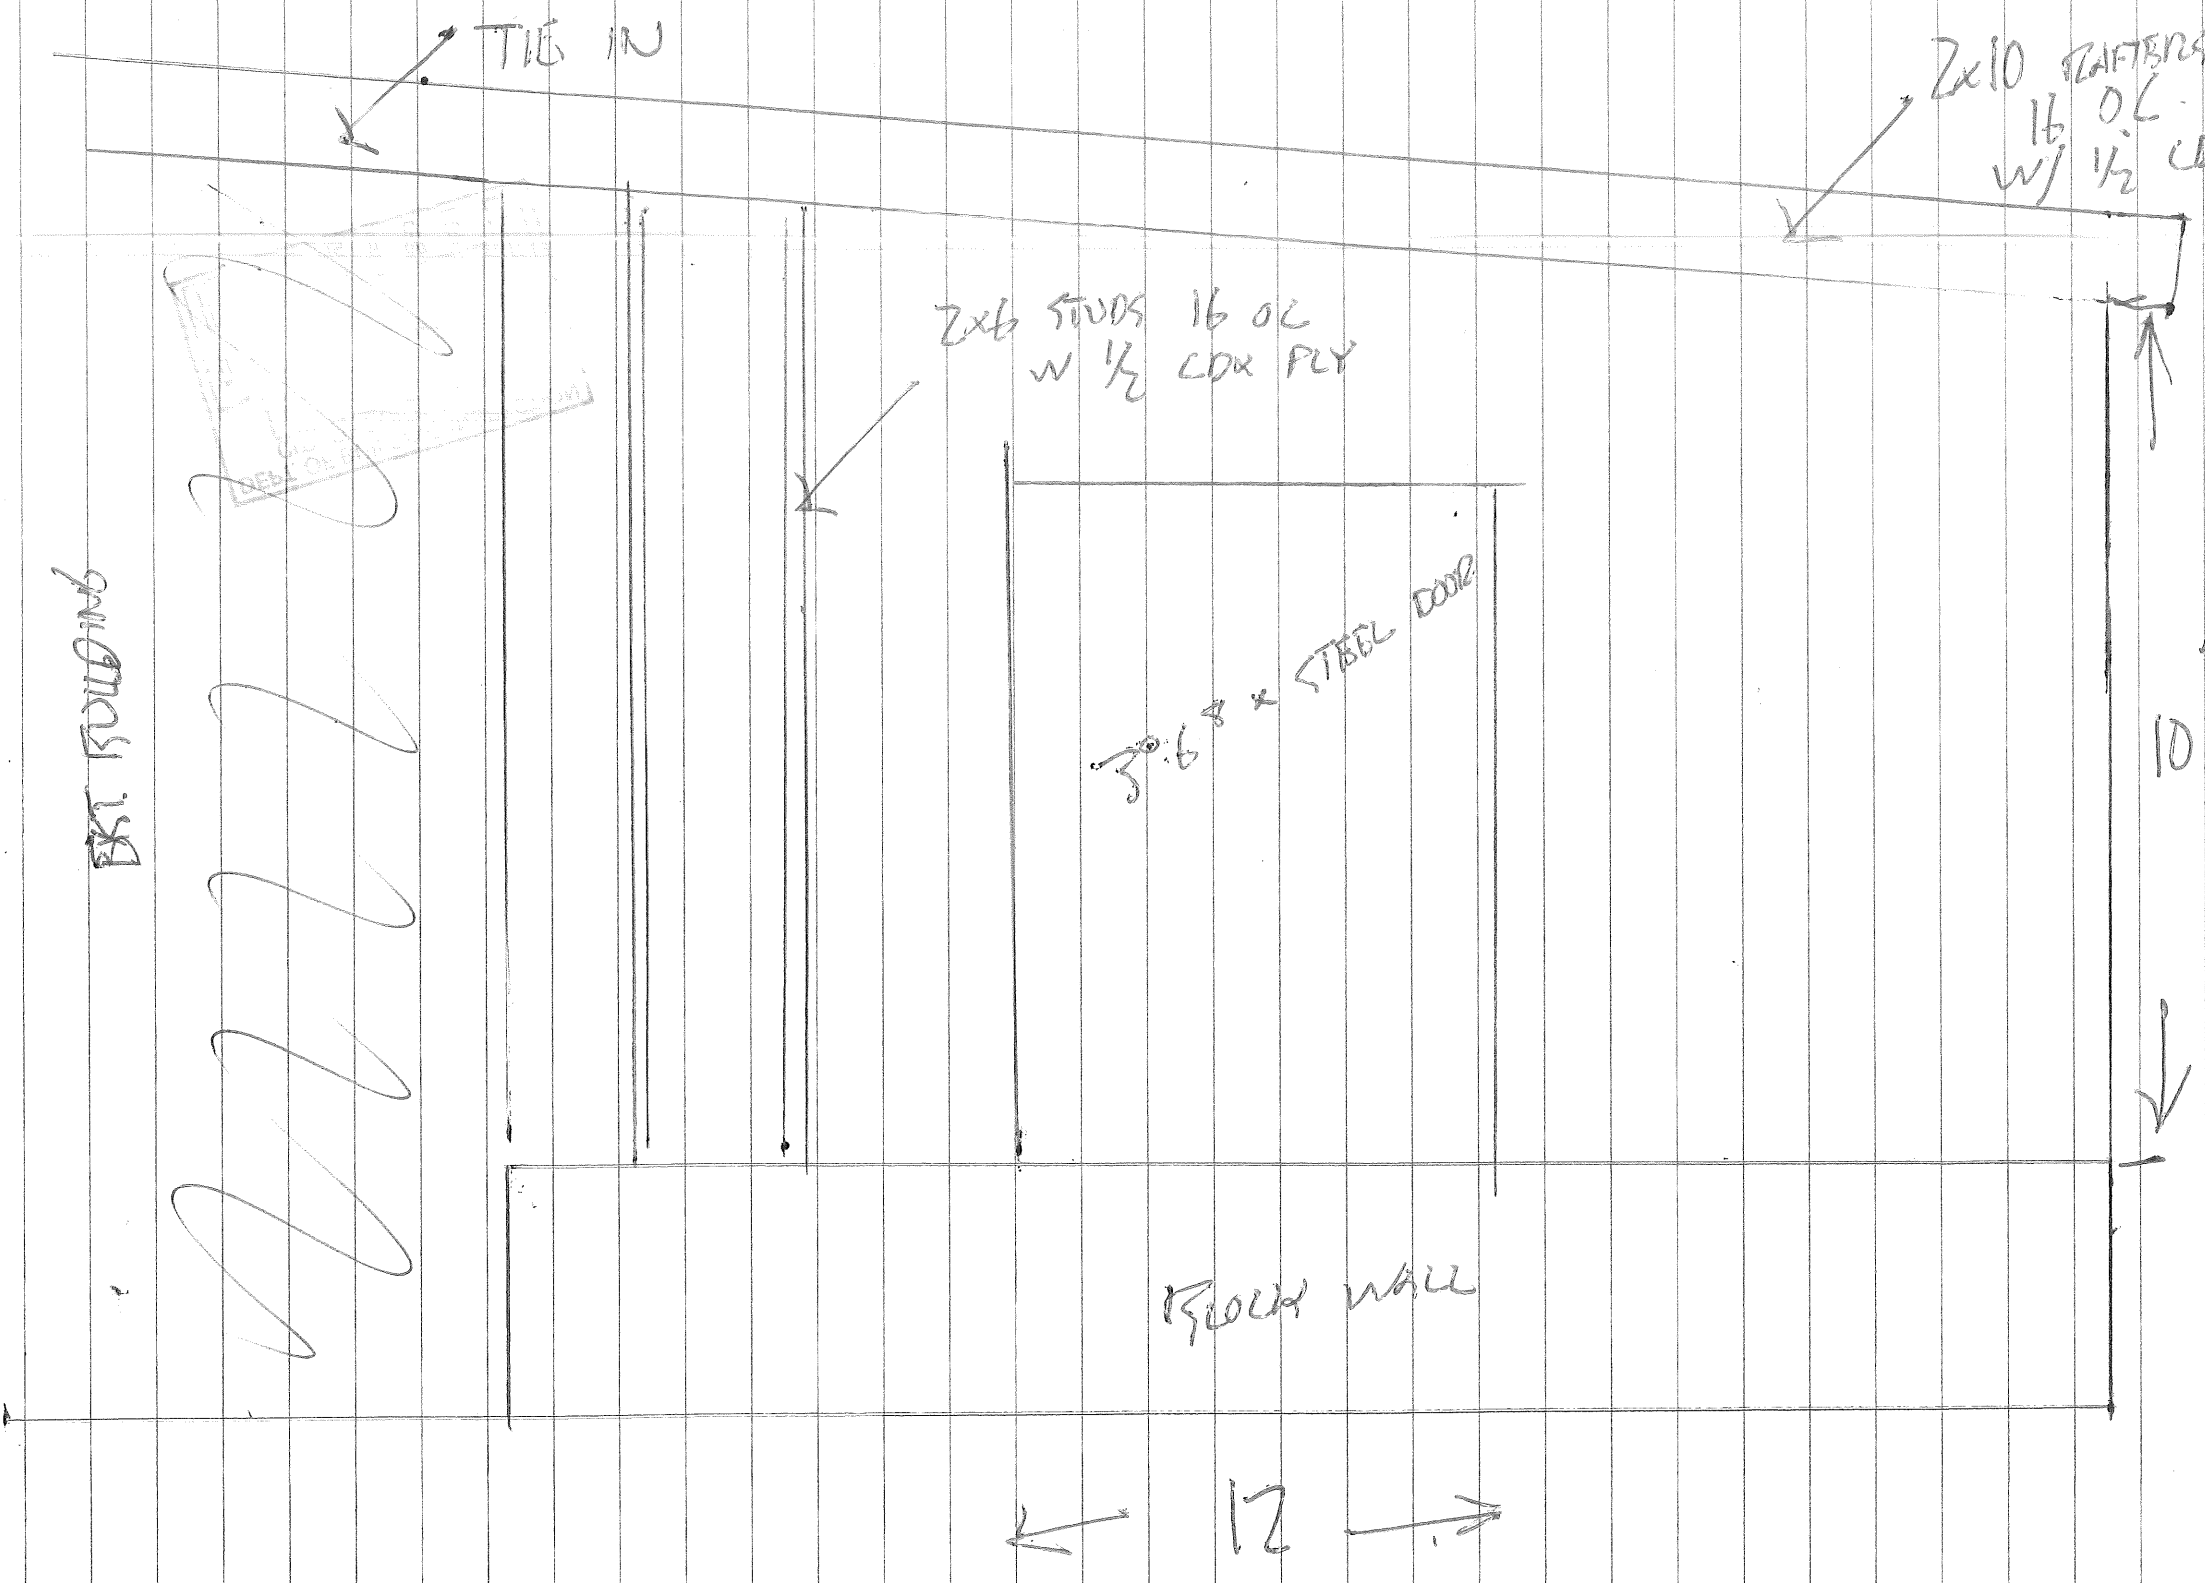 TIE IN
2x10 RAFTERS
16 OC
W/ 1/2
2x6 STUDS 16 OC
W 1/2 CDX PLY
3⁰ · 6⁸ x STEEL DOOR
EXT. BUILDING
10
BLOCK WALL
12